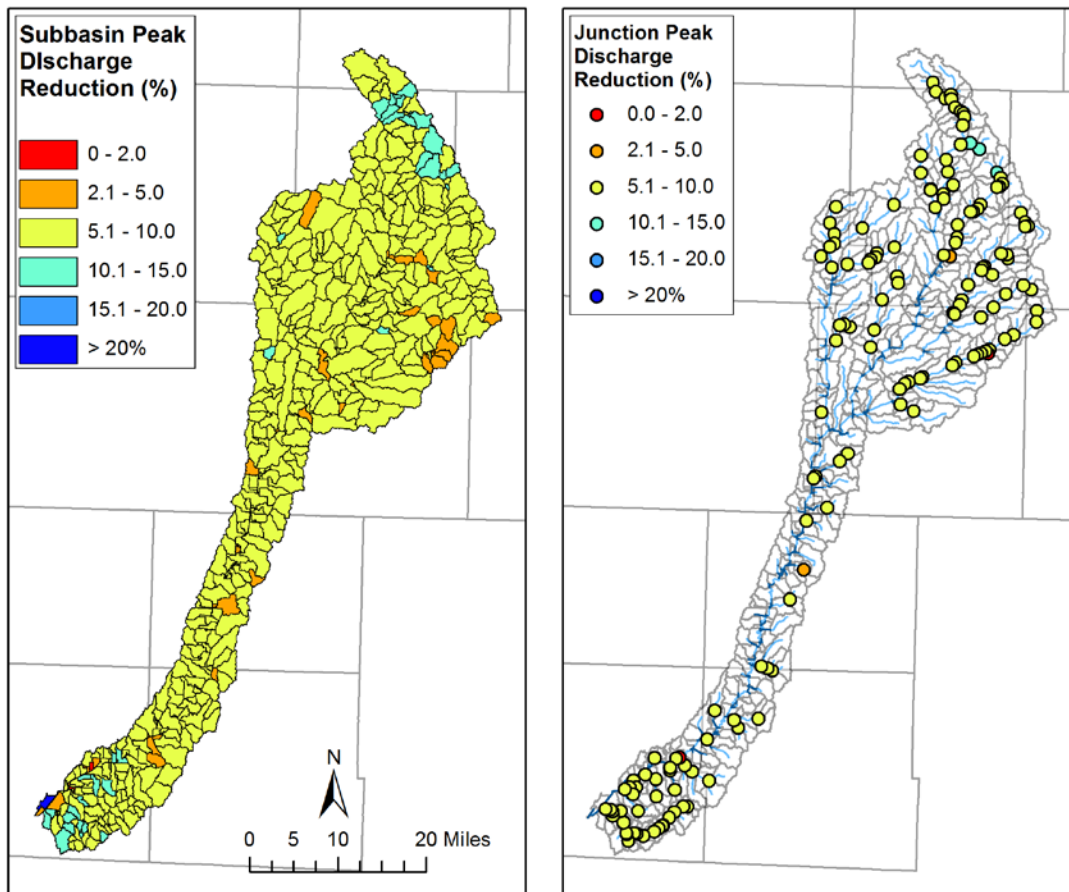 Subbasin Peak
DIscharge
Reduction (%)
0 - 2.0
2.1 - 5.0
5.1 - 10.0
10.1 - 15.0
15.1 - 20.0
> 20%
N
0 5 10 20 Miles
Junction Peak
Discharge
Reduction (%)
0.0 - 2.0
2.1 - 5.0
5.1 - 10.0
10.1 - 15.0
15.1 - 20.0
> 20%